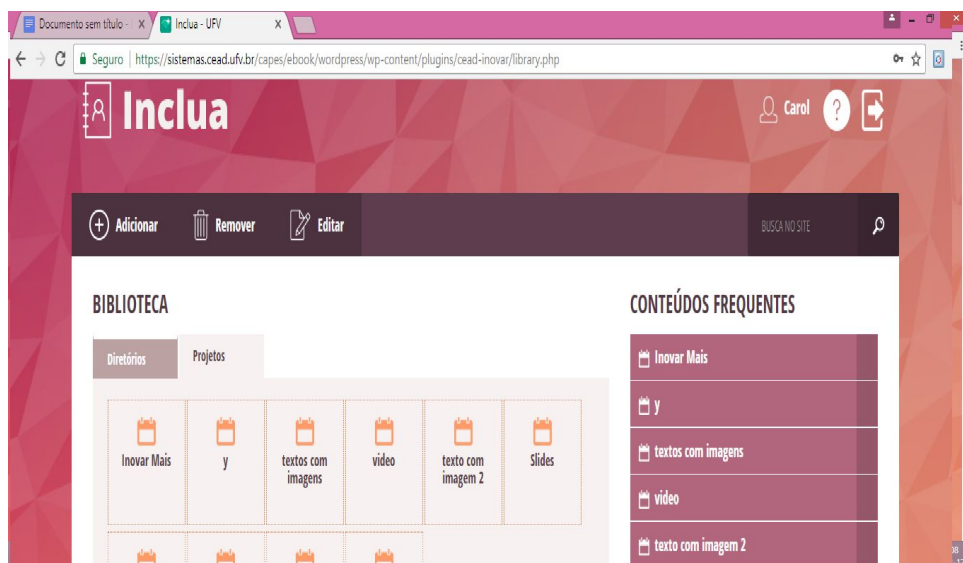 Documento sem título -
Inclua - UFV
Seguro | https://sistemas.cead.ufv.br/capes/ebook/wordpress/wp-content/plugins/cead-inovar/library.php
Inclua
Carol
?
Adicionar
Remover
Editar
BUSCA NO SITE
BIBLIOTECA
Diretórios
Projetos
Inovar Mais
y
textos com
imagens
video
texto com
imagem 2
Slides
CONTEÚDOS FREQUENTES
Inovar Mais
y
textos com imagens
video
texto com imagem 2